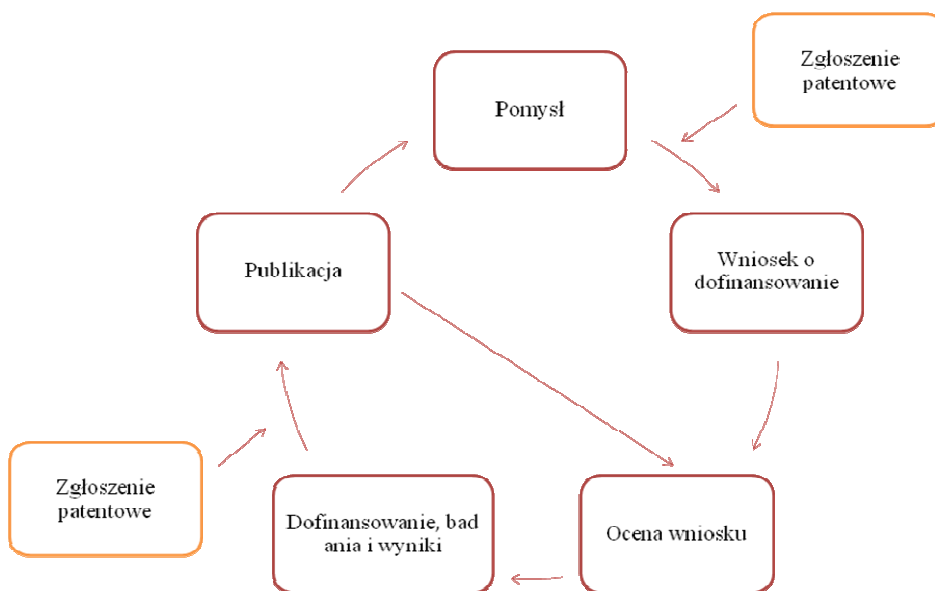 Zgłoszenie
patentowe
Pomysł
Wniosek o
dofinansowanie
Publikacja
Zgłoszenie
patentowe
Dofinansowanie, bad
ania i wyniki
Ocena wniosku